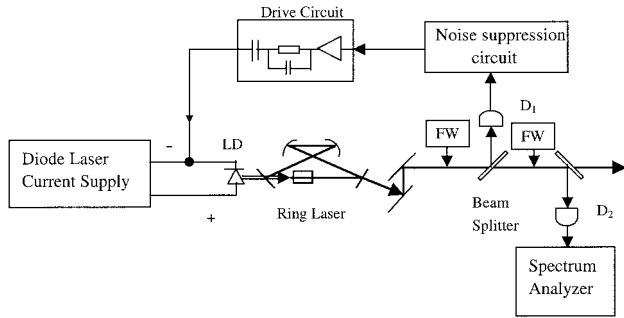 Drive Circuit
Noise suppression
circuit
D1
FW
FW
–
LD
Diode Laser
Current Supply
+
Ring Laser
Beam
Splitter
D2
Spectrum
Analyzer